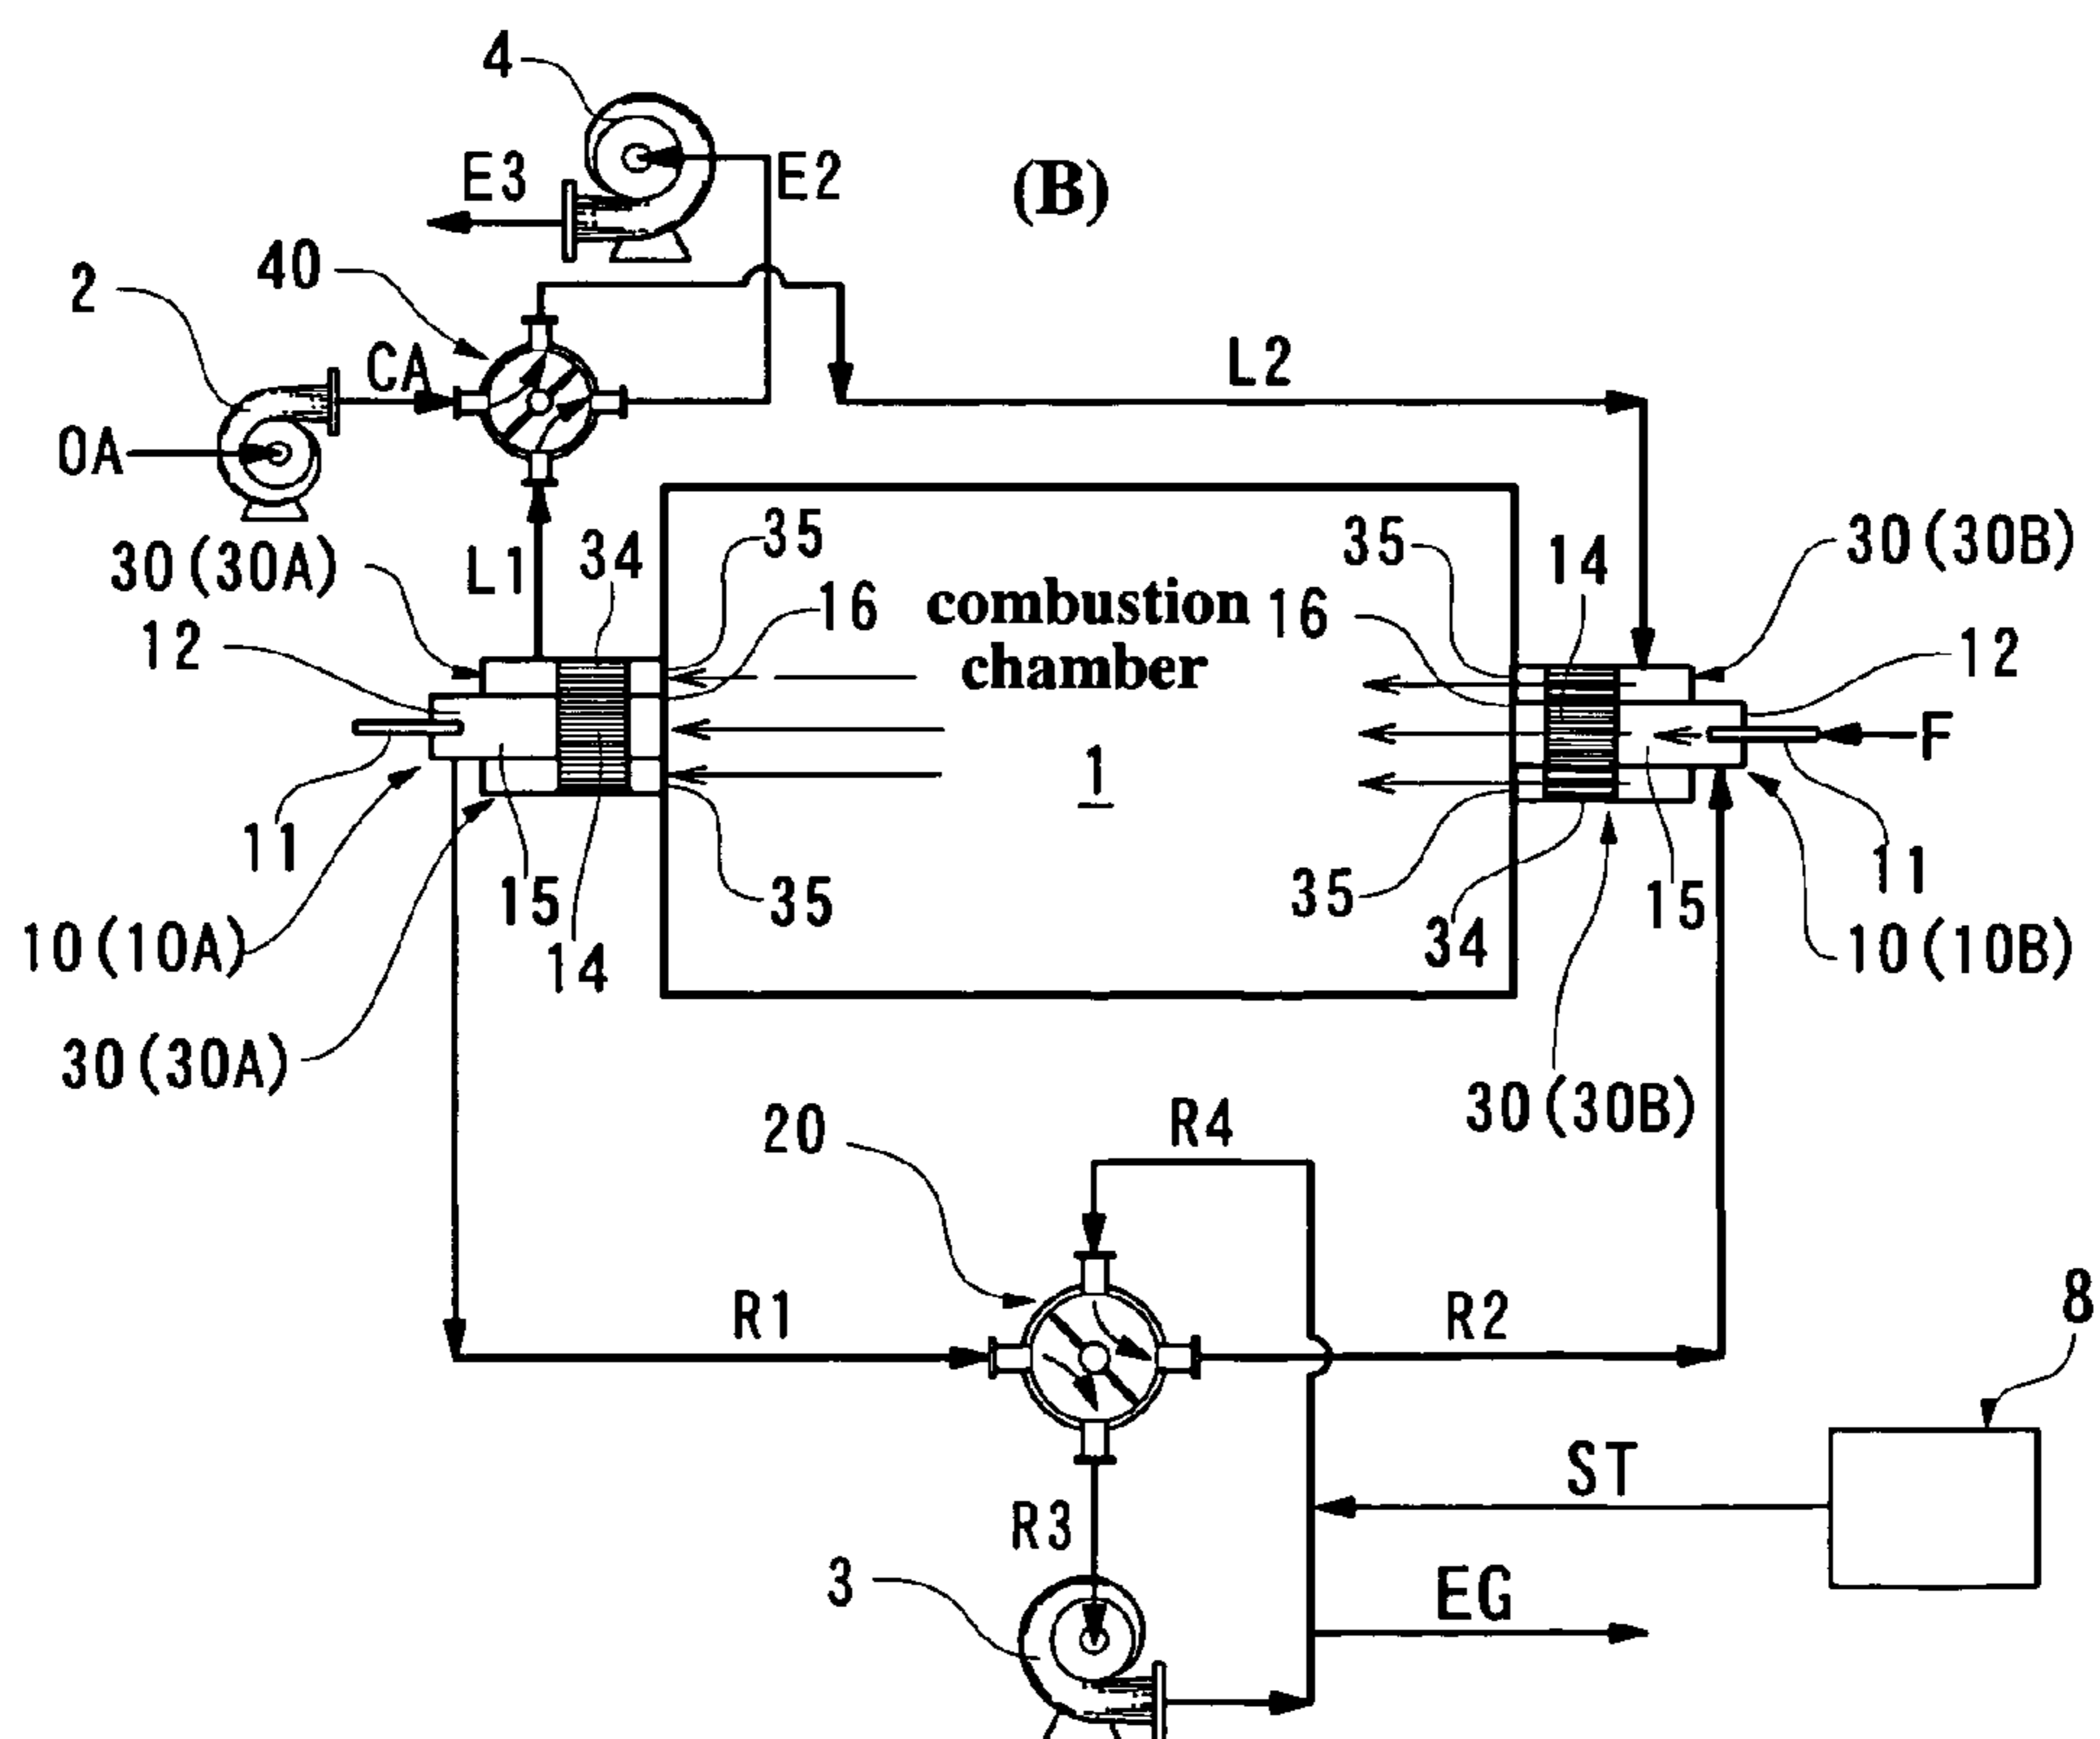 4
E3
E2
(B)
40
2
CA
L2
OA
30(30A)
L1
34
35
combustion
chamber
35
14
30(30B)
16
16
12
12
1
F
11
15
14
35
35
34
15
11
10(10A)
10(10B)
30(30A)
30(30B)
20
R4
R1
R2
8
R3
ST
3
EG